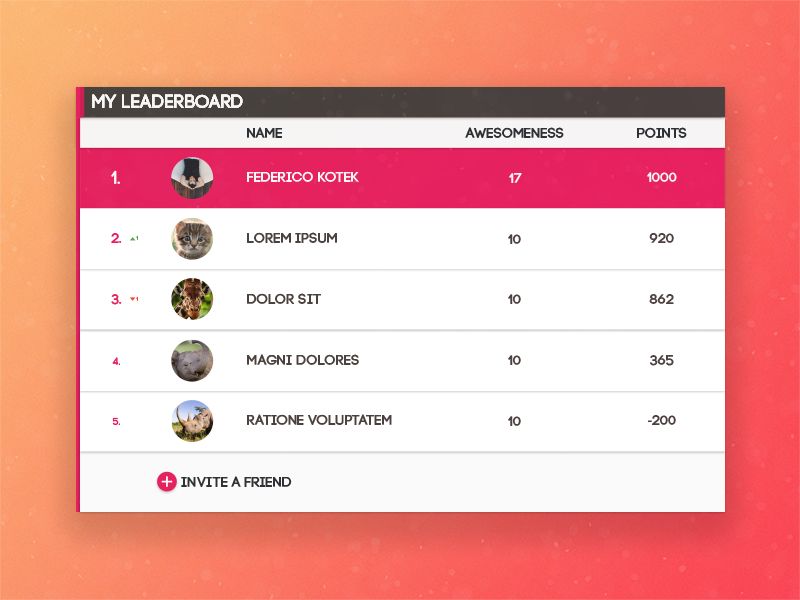 MY LEADERBOARD
NAME AWESOMENESS POINTS
1. FEDERICO KOTEK 17 1000
2. 1 LOREM IPSUM 10 920
3. 1 DOLOR SIT 10 862
4. MAGNI DOLORES 10 365
5. RATIONE VOLUPTATEM 10 -200
INVITE A FRIEND